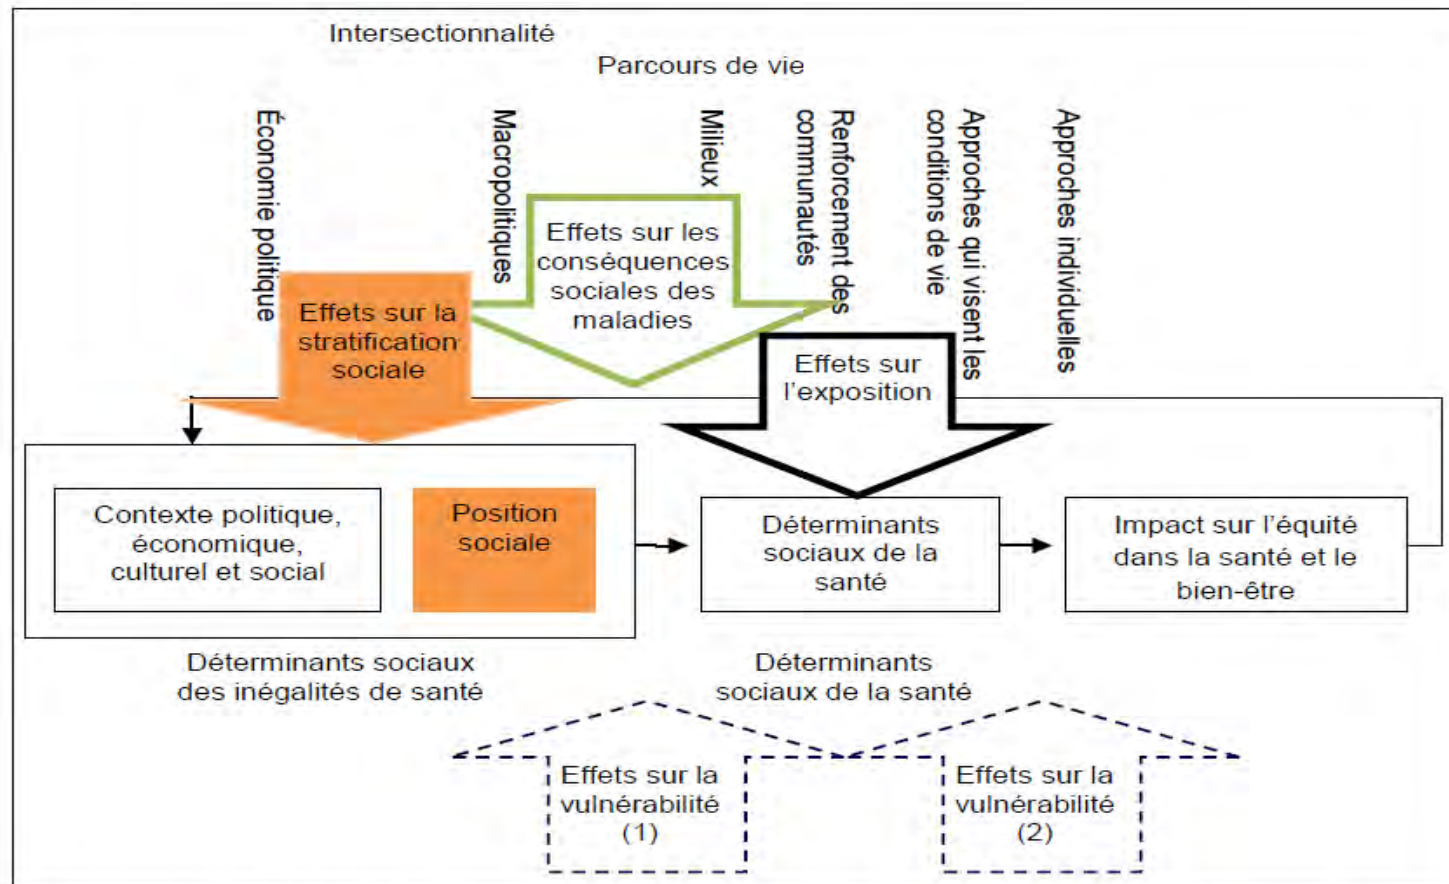 Intersectionnalité
Parcours de vie
Économie politique
Macropolitiques
Milieux
Renforcement des
communautés
Approches qui visent les
conditions de vie
Approches individuelles
Effets sur les
conséquences
sociales des
maladies
Effets sur la
stratification
sociale
Effets sur
l'exposition
Contexte politique,
économique,
culturel et social
Position
sociale
Déterminants
sociaux de la
santé
Impact sur l'équité
dans la santé et le
bien-être
Déterminants sociaux
des inégalités de santé
Déterminants
sociaux de la santé
Effets sur la
vulnérabilité
(1)
Effets sur la
vulnérabilité
(2)